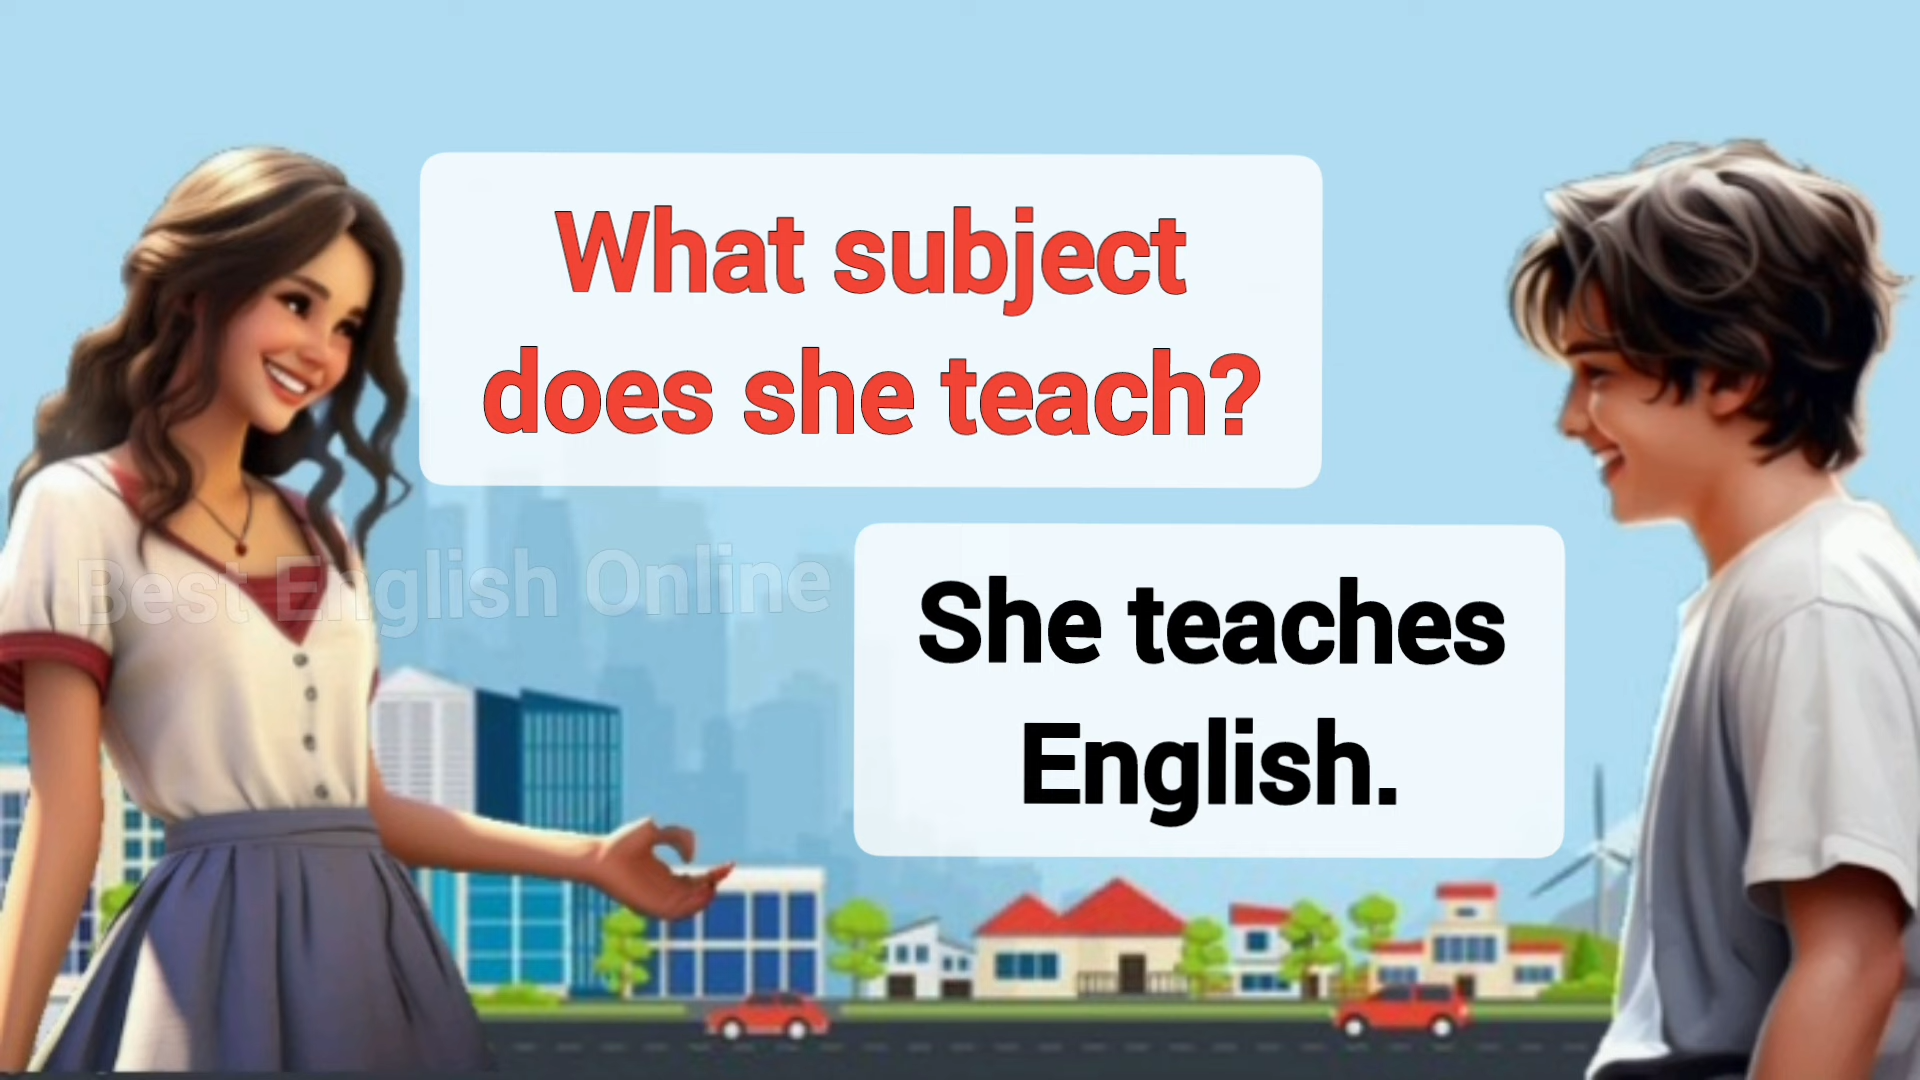 What subject
does she teach?
Best English Online
She teaches
English.